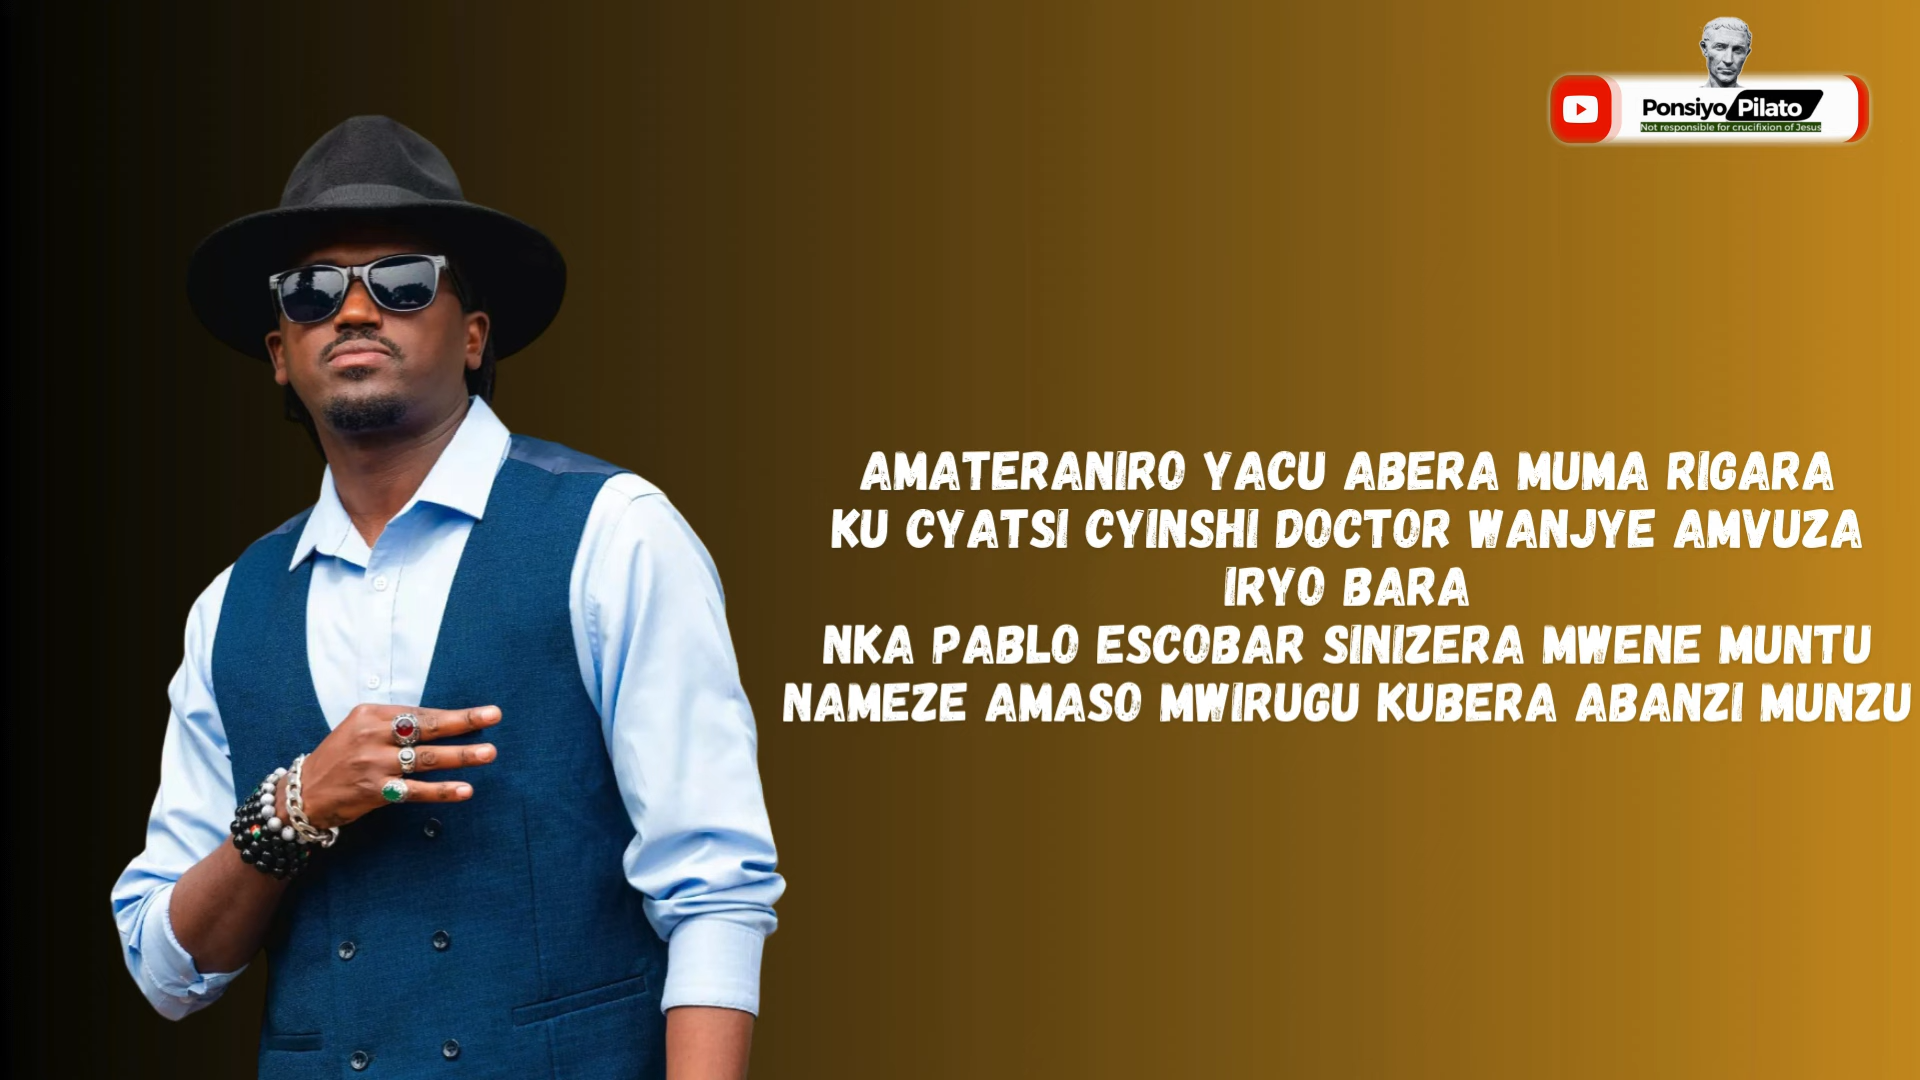 Ponsiyo Pilato
Not responsible for crucifixion of Jesus
AMATERANIRO YACU ABERA MUMA RIGARA
KU CYATSI CYINSHI DOCTOR WANJYE AMVUZA
IRYO BARA
NKA PABLO ESCOBAR SINIZERA MWENE MUNTU
NAMEZE AMASO MWIRUGU KUBERA ABANZI MUNZU